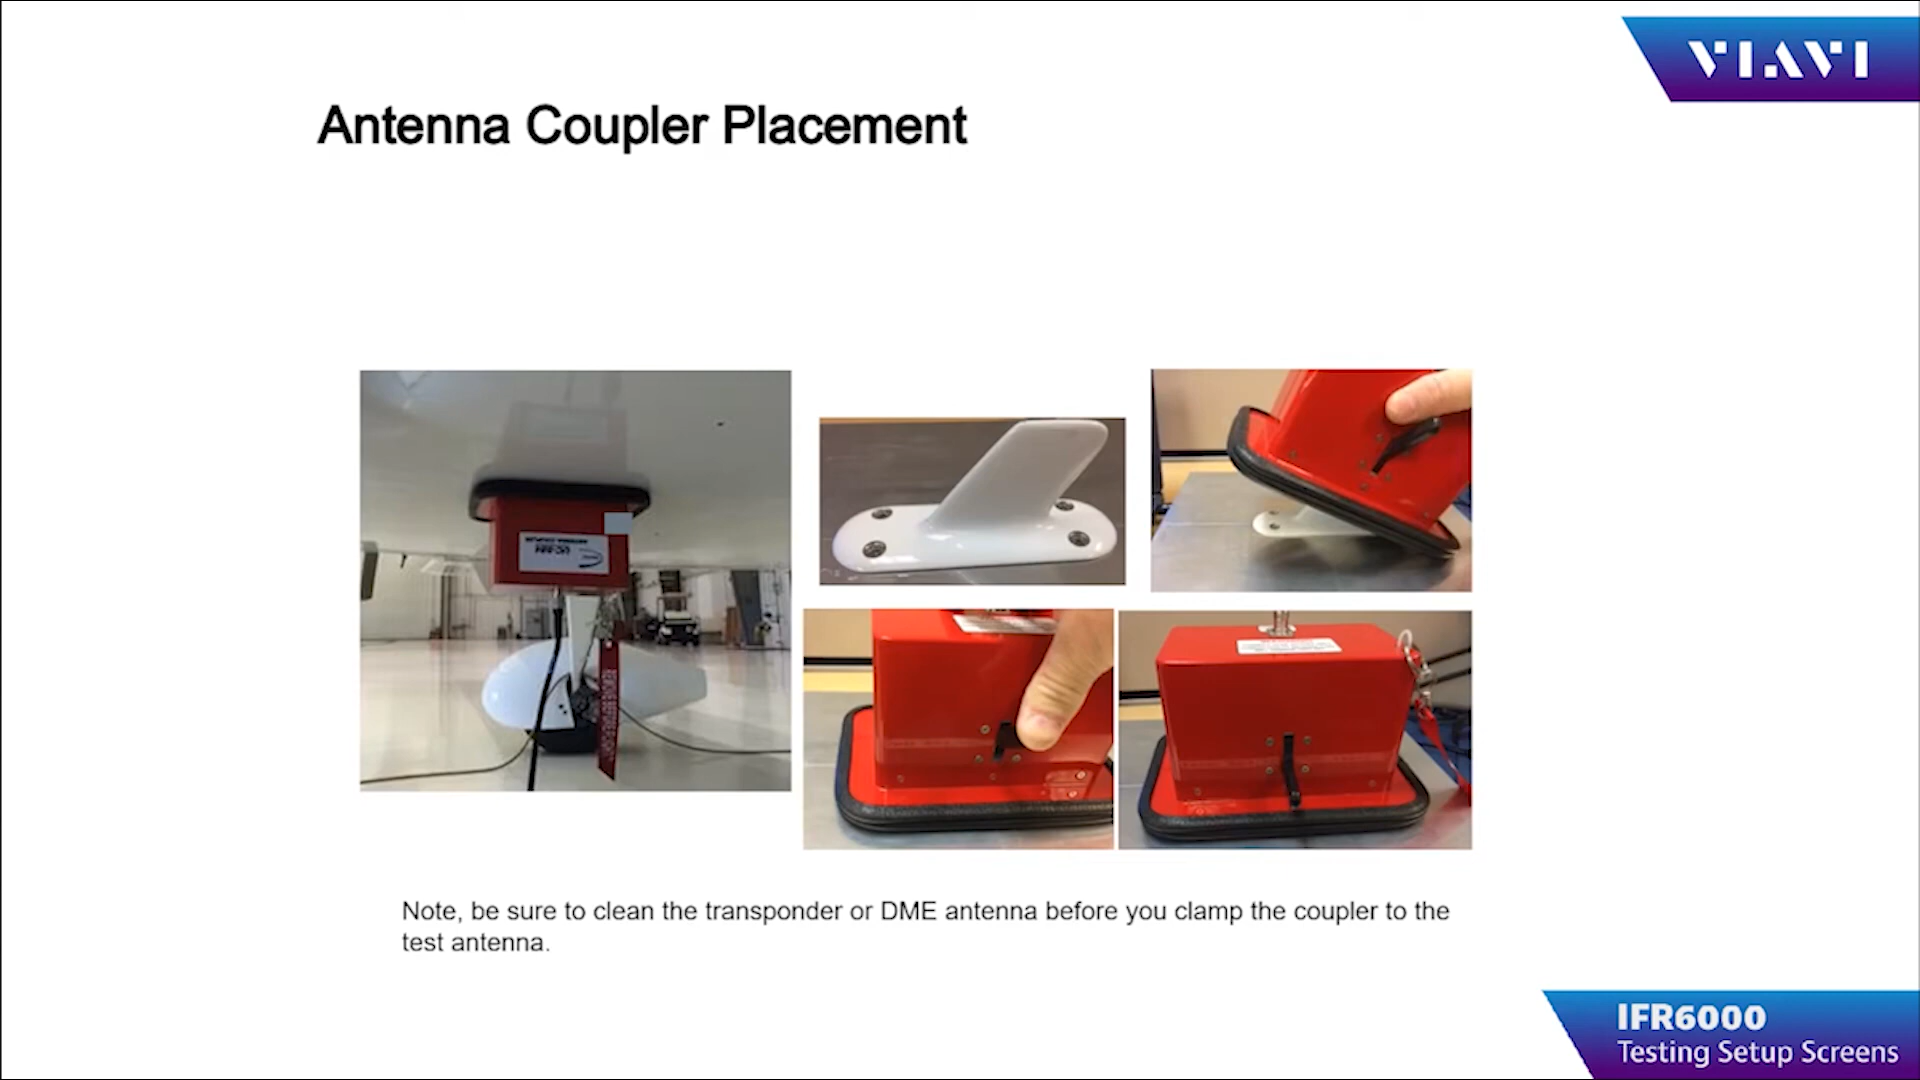 VIAVI
Antenna Coupler Placement
Note, be sure to clean the transponder or DME antenna before you clamp the coupler to the
test antenna.
IFR6000
Testing Setup Screens